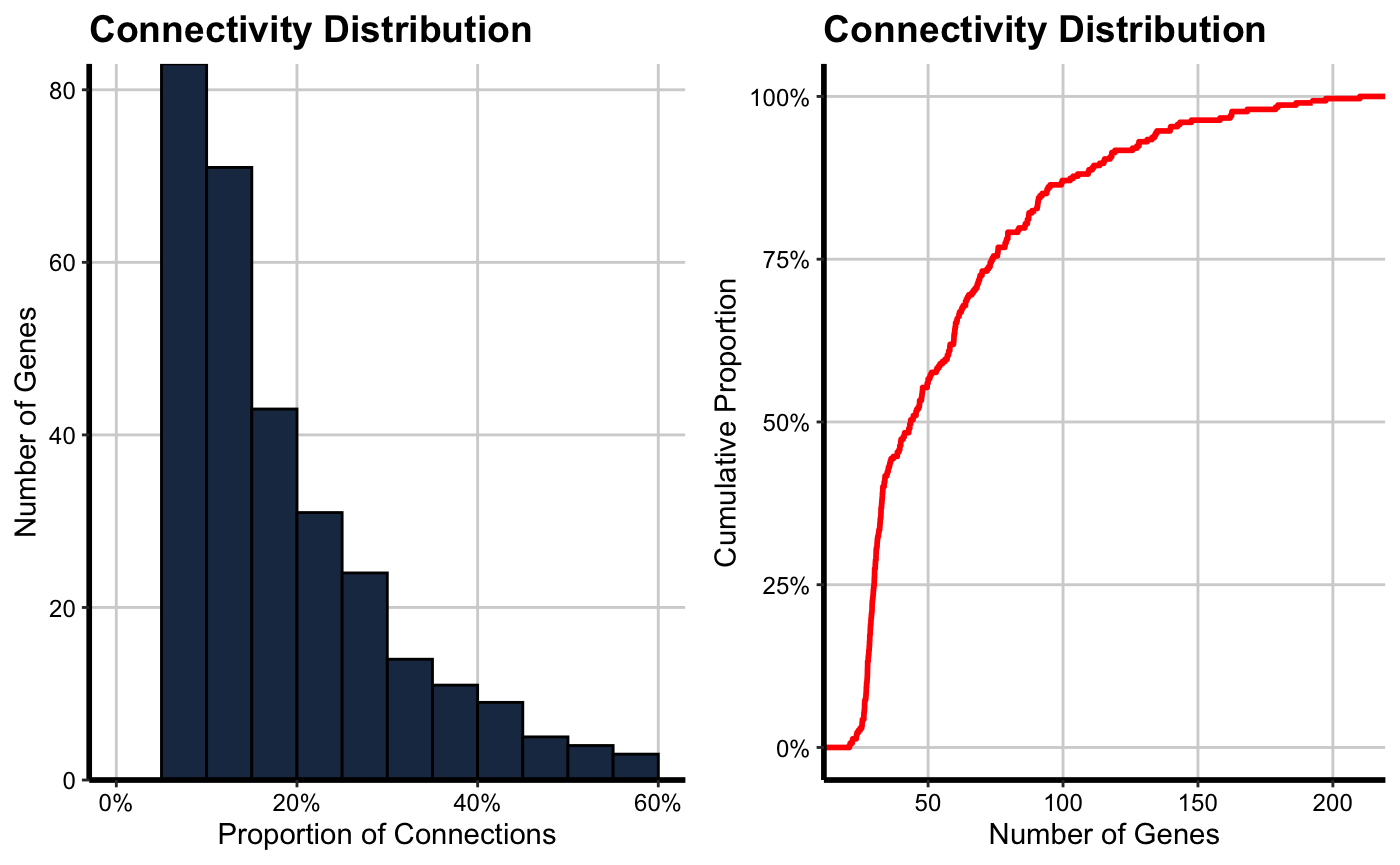 Connectivity Distribution
Number of Genes
80
60
40
20
0
0% 20% 40% 60%
Proportion of Connections
Connectivity Distribution
Cumulative Proportion
100%
75%
50%
25%
0%
50 100 150 200
Number of Genes